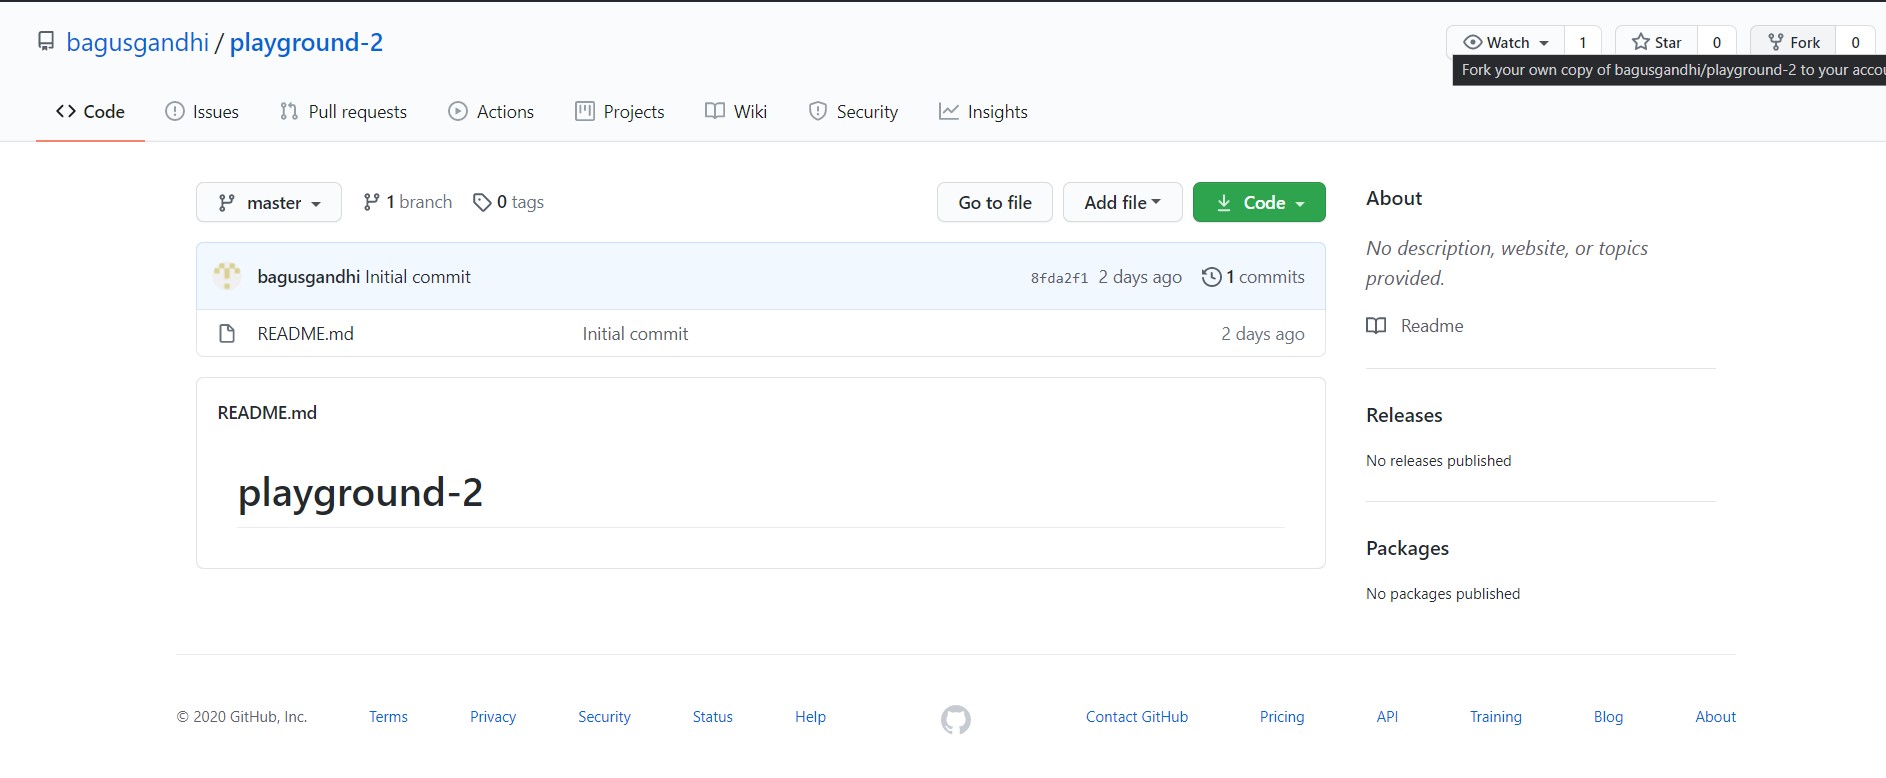 bagusgandhi / playground-2
Watch 1 Star 0 Fork 0
Fork your own copy of bagusgandhi/playground-2 to your
Code Issues Pull requests Actions Projects Wiki Security Insights
master 1 branch 0 tags Go to file Add file Code
bagusgandhi Initial commit 8fda2f1 2 days ago 1 commits
README.md Initial commit 2 days ago
README.md
playground-2
About
No description, website, or topics
provided.
Readme
Releases
No releases published
Packages
No packages published
© 2020 GitHub, Inc. Terms Privacy Security Status Help Contact GitHub Pricing API Training Blog About